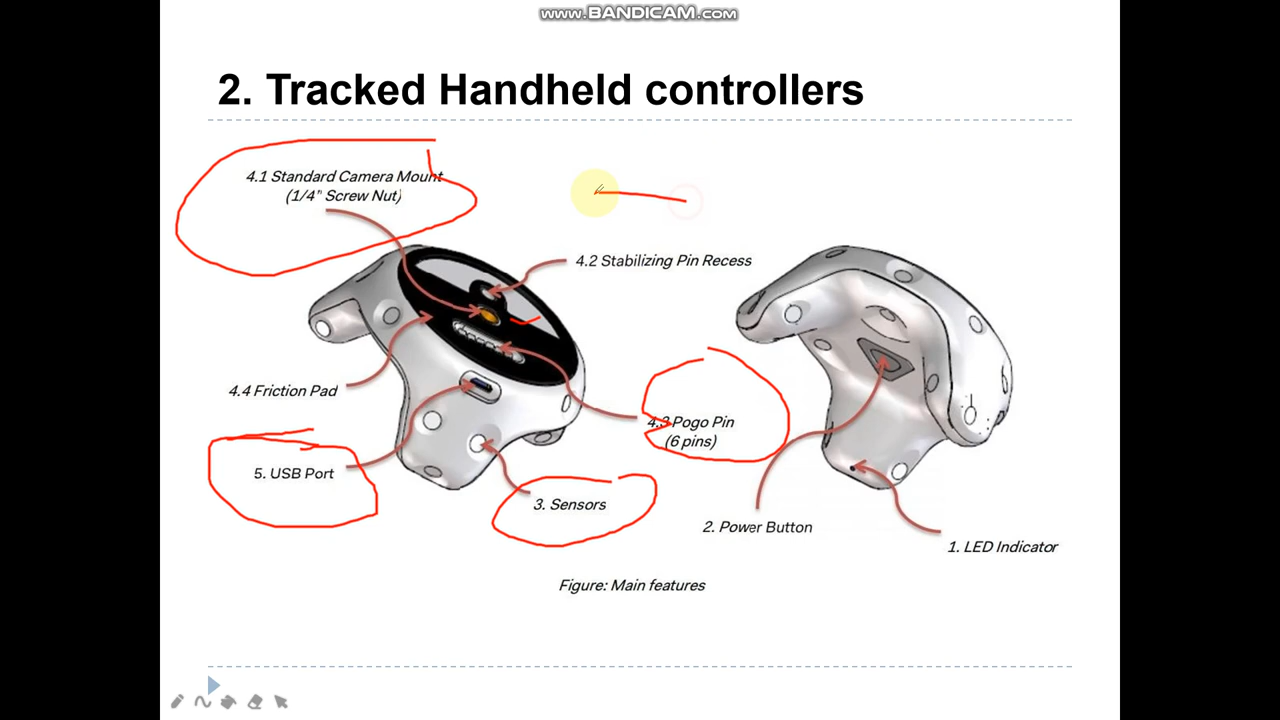 www.BANDICAM.com
2. Tracked Handheld controllers
4.1 Standard Camera Mount
(1/4" Screw Nut)
4.2 Stabilizing Pin Recess
4.4 Friction Pad
4.3 Pogo Pin
(6 pins)
5. USB Port
3. Sensors
2. Power Button
1. LED Indicator
Figure: Main features